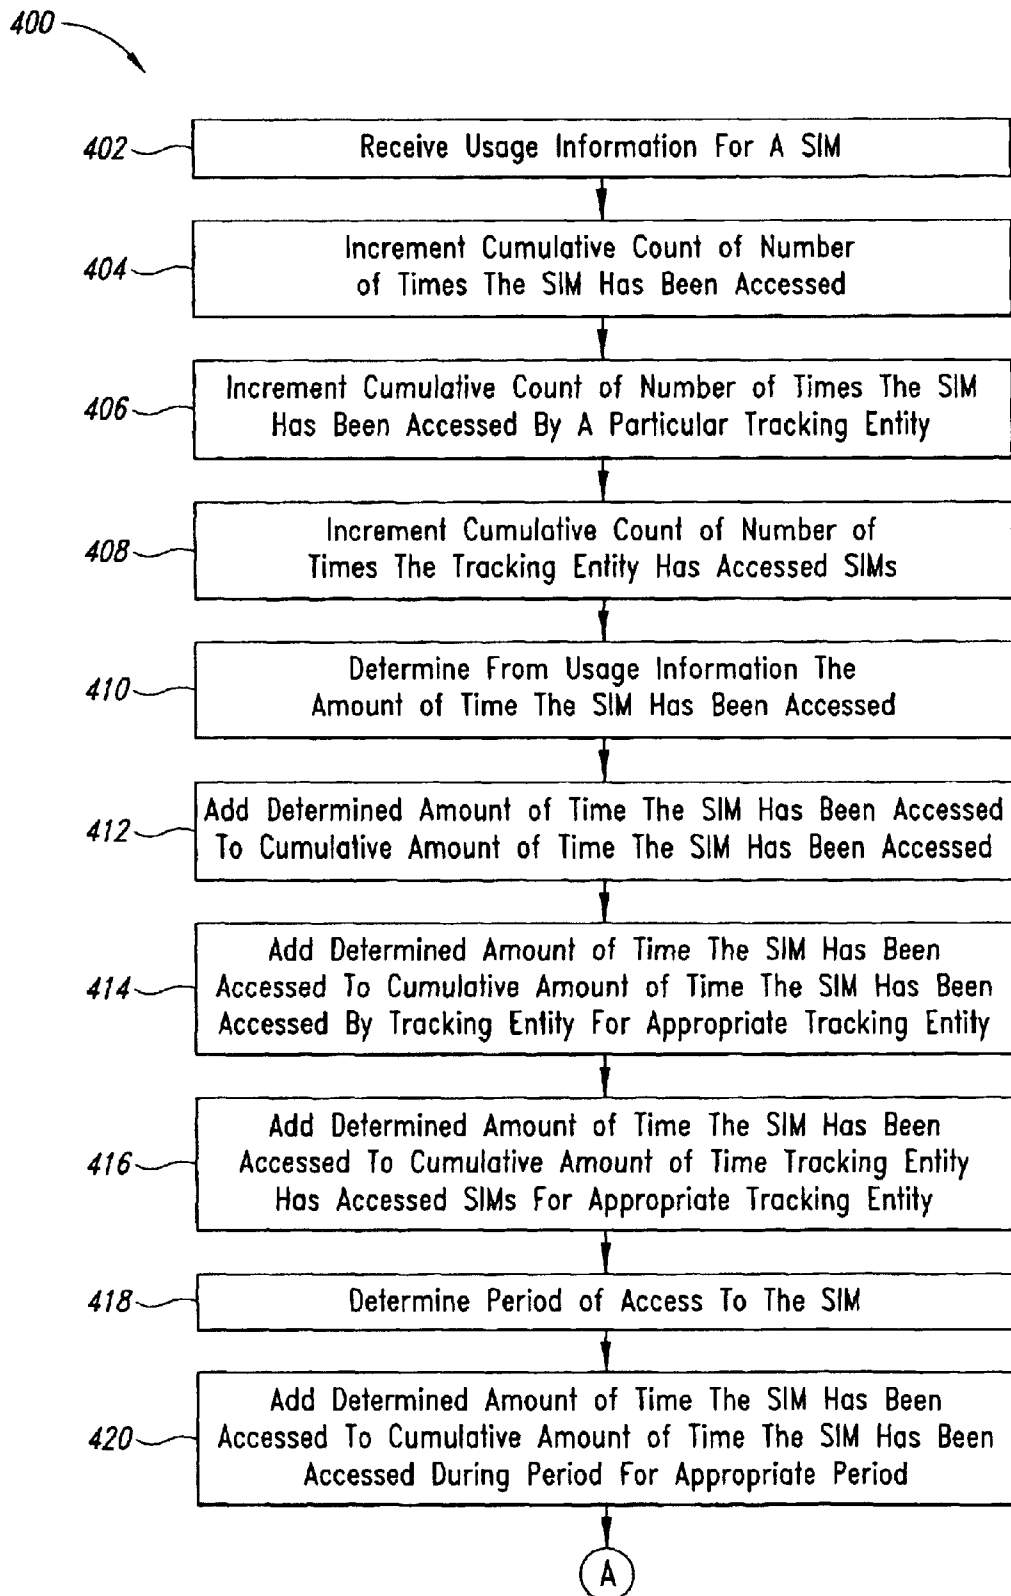 400
402
Receive Usage Information For A SIM
404
Increment Cumulative Count of Number
of Times The SIM Has Been Accessed
406
Increment Cumulative Count of Number of Times The SIM
Has Been Accessed By A Particular Tracking Entity
408
Increment Cumulative Count of Number of
Times The Tracking Entity Has Accessed SIMs
410
Determine From Usage Information The
Amount of Time The SIM Has Been Accessed
412
Add Determined Amount of Time The SIM Has Been Accessed
To Cumulative Amount of Time The SIM Has Been Accessed
414
Add Determined Amount of Time The SIM Has Been
Accessed To Cumulative Amount of Time The SIM Has Been
Accessed By Tracking Entity For Appropriate Tracking Entity
416
Add Determined Amount of Time The SIM Has Been
Accessed To Cumulative Amount of Time Tracking Entity
Has Accessed SIMs For Appropriate Tracking Entity
418
Determine Period of Access To The SIM
420
Add Determined Amount of Time The SIM Has Been
Accessed To Cumulative Amount of Time The SIM Has Been
Accessed During Period For Appropriate Period
A